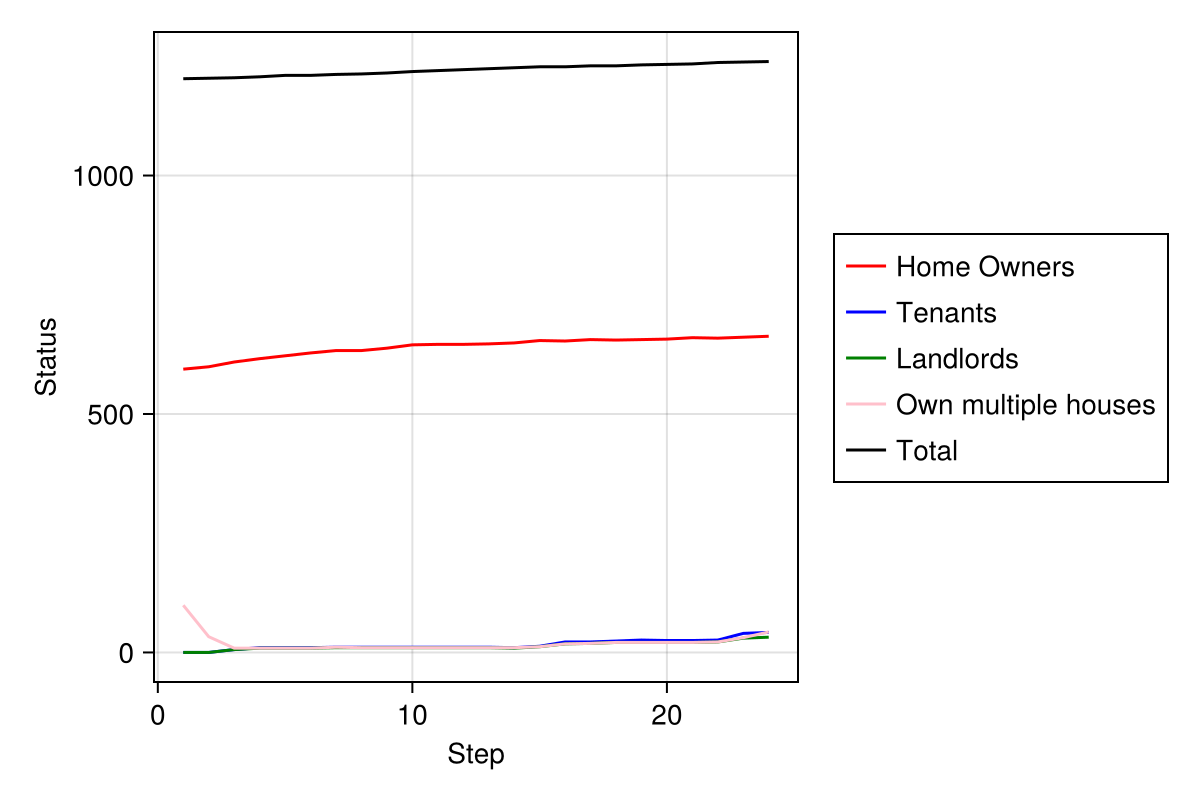 Status
1000
500
0
0
10
20
Step
Home Owners
Tenants
Landlords
Own multiple houses
Total